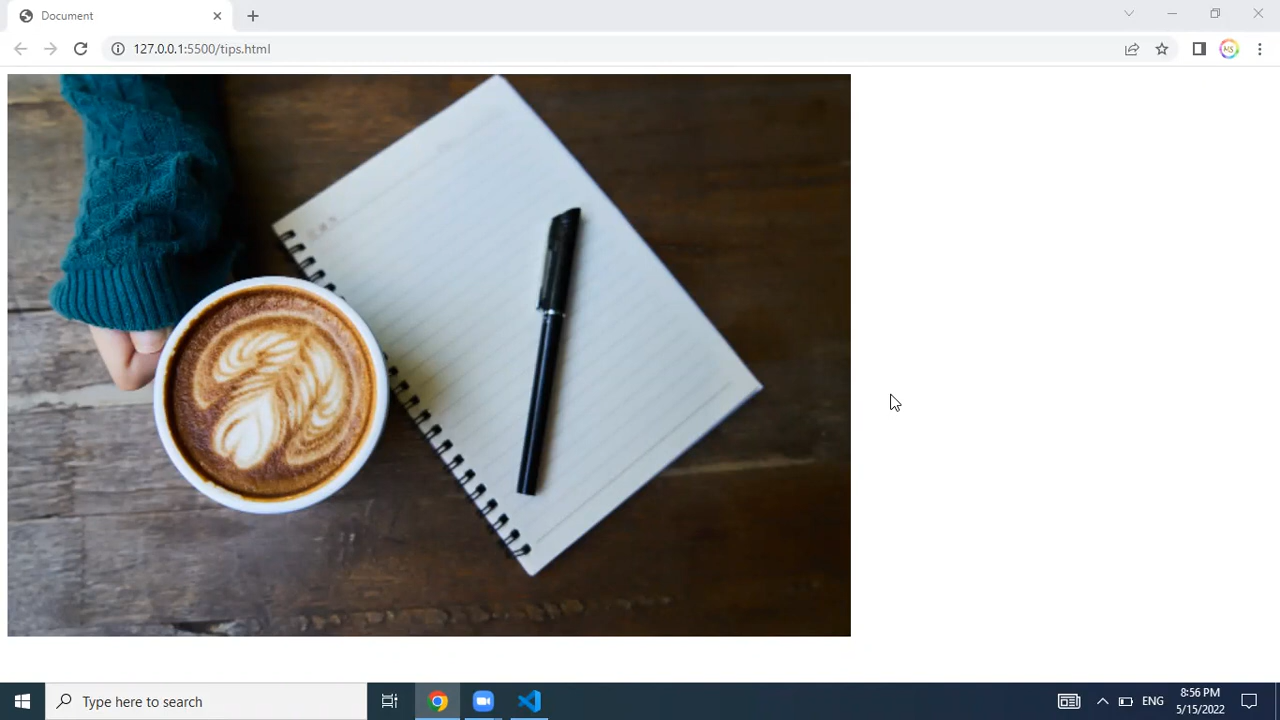 Document
127.0.0.1:5500/tips.html
MS
Type here to search
ENG
8:56 PM
5/15/2022